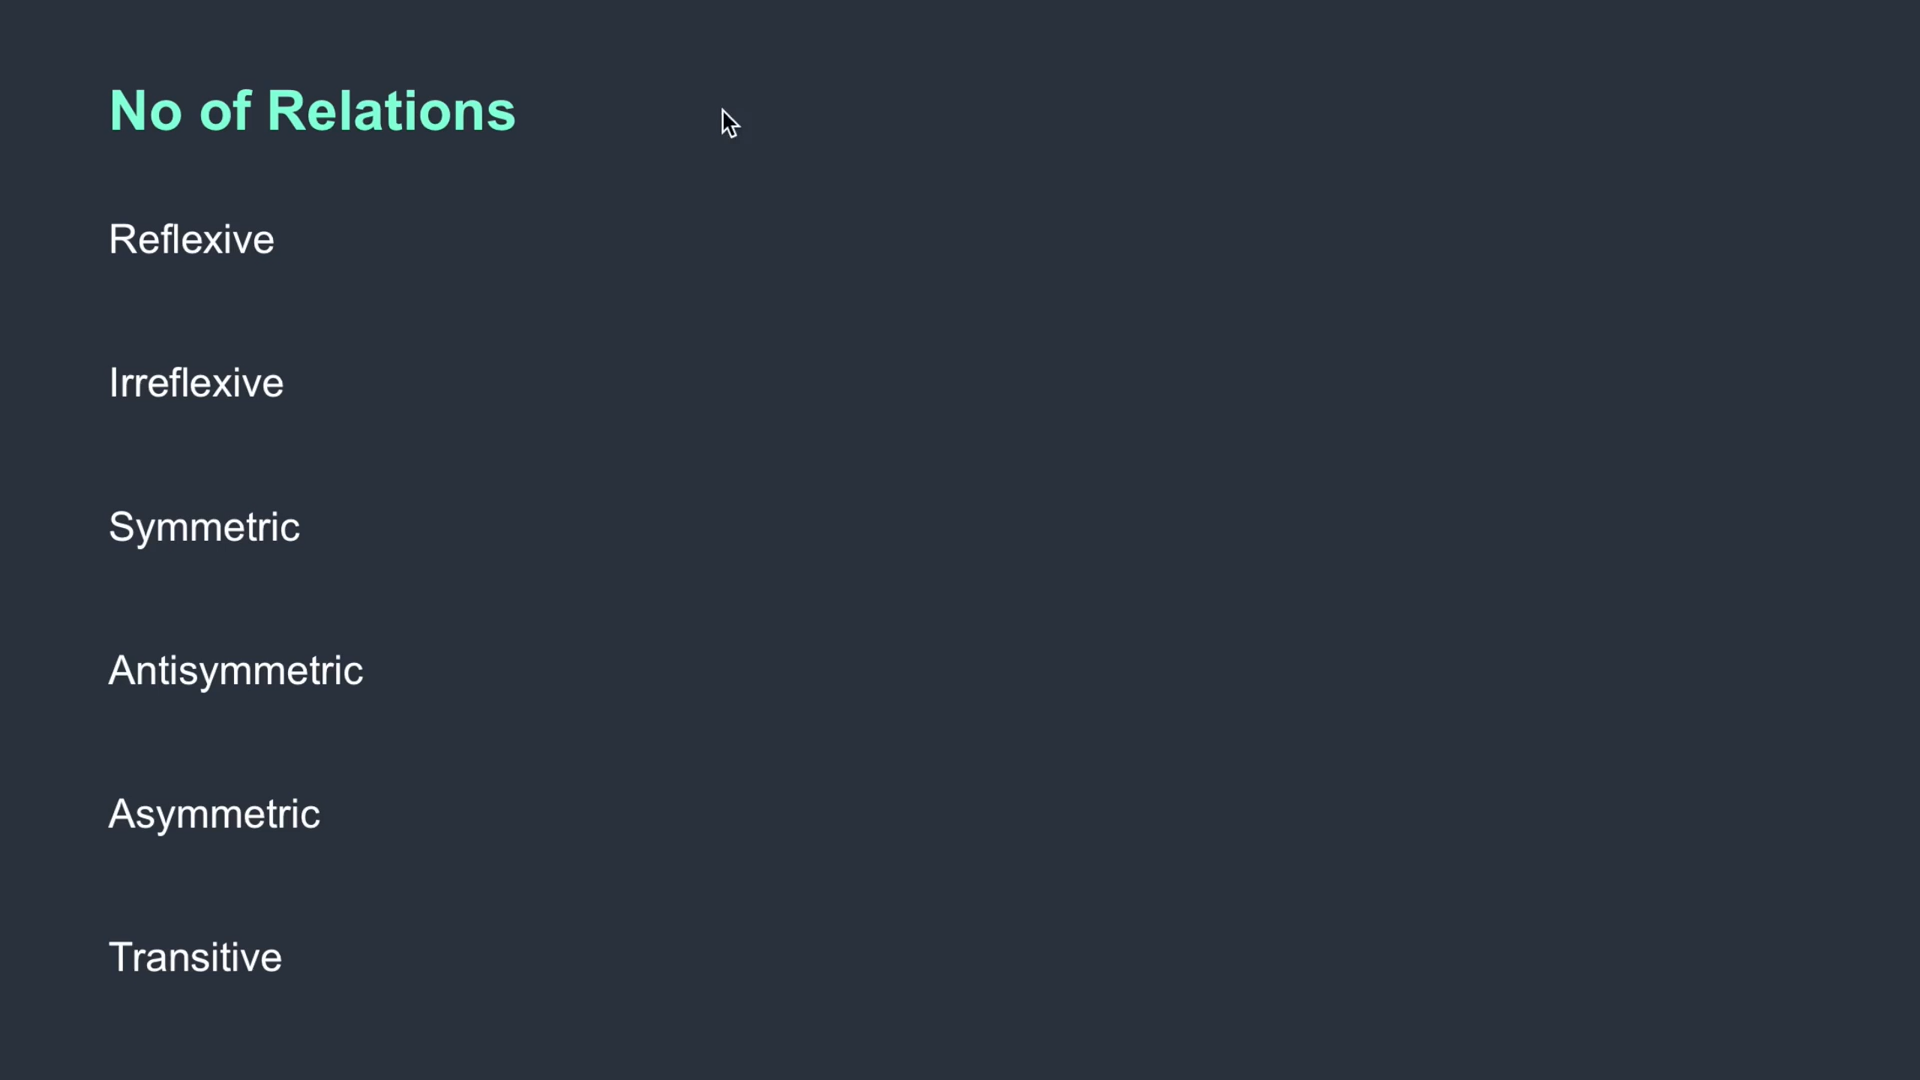 No of Relations
Reflexive
Irreflexive
Symmetric
Antisymmetric
Asymmetric
Transitive